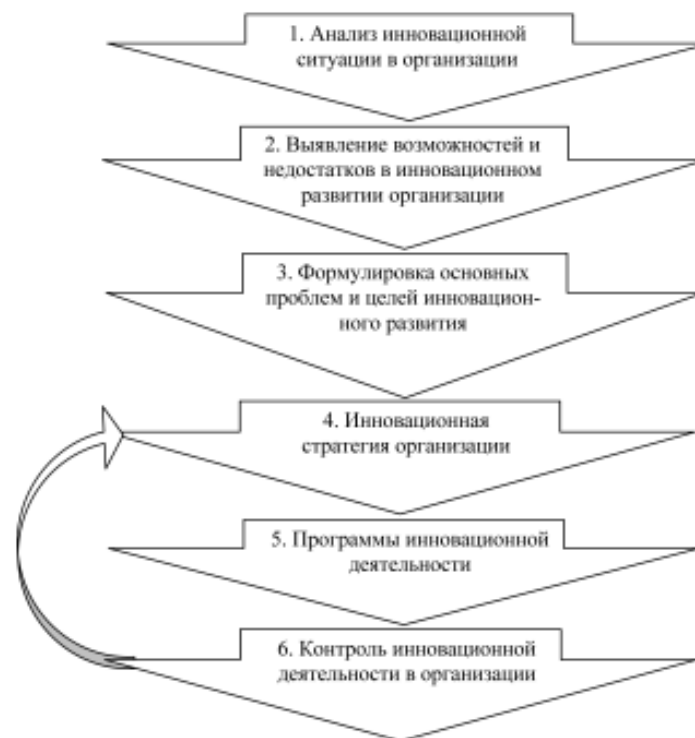 1. Анализ инновационной
ситуации в организации
2. Выявление возможностей и
недостатков в инновационном
развитии организации
3. Формулировка основных
проблем и целей инновацион-
ного развития
4. Инновационная
стратегия организации
5. Программы инновационной
деятельности
6. Контроль инновационной
деятельности в организации